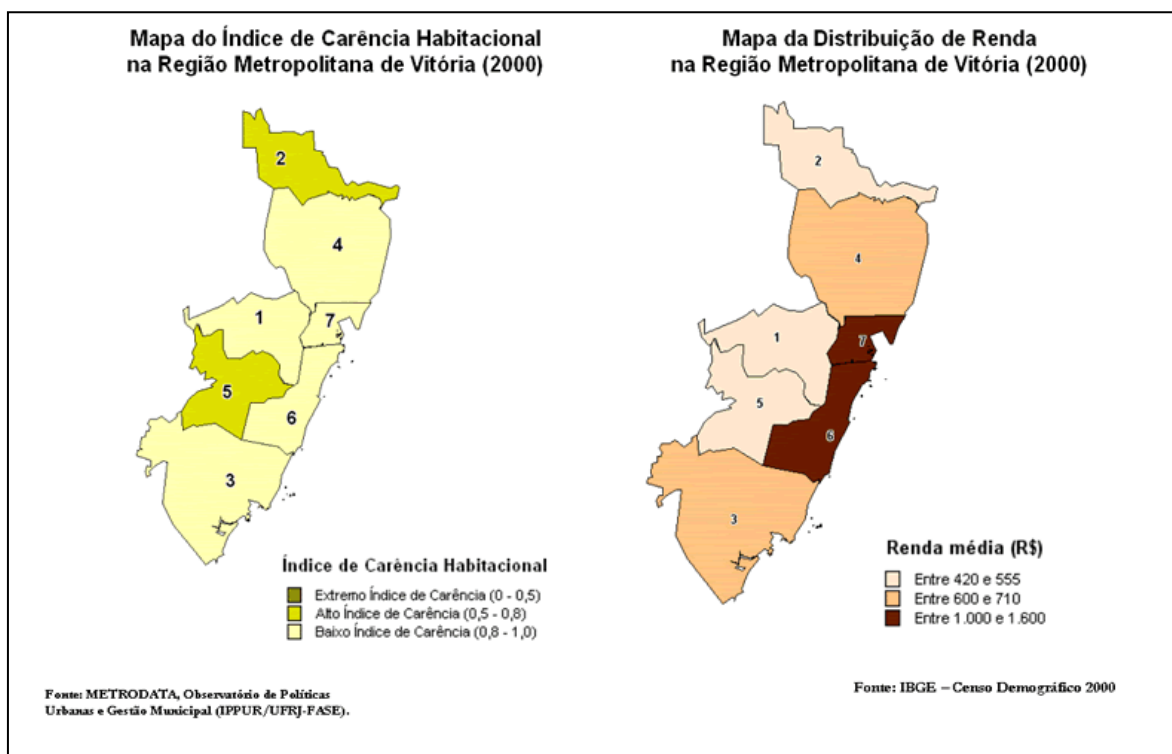 Mapa do Índice de Carência Habitacional
na Região Metropolitana de Vitória (2000)
2
4
1
7
5
6
3
Índice de Carência Habitacional
Extremo Índice de Carência (0 - 0,5)
Alto Índice de Carência (0,5 - 0,8)
Baixo Índice de Carência (0,8 - 1,0)
Fonte: METRODATA, Observatório de Políticas
Urbanas e Gestão Municipal (IPPUR/UFRJ-FASE).
Mapa da Distribuição de Renda
na Região Metropolitana de Vitória (2000)
2
4
1
7
5
6
3
Renda média (R$)
Entre 420 e 555
Entre 600 e 710
Entre 1.000 e 1.600
Fonte: IBGE – Censo Demográfico 2000